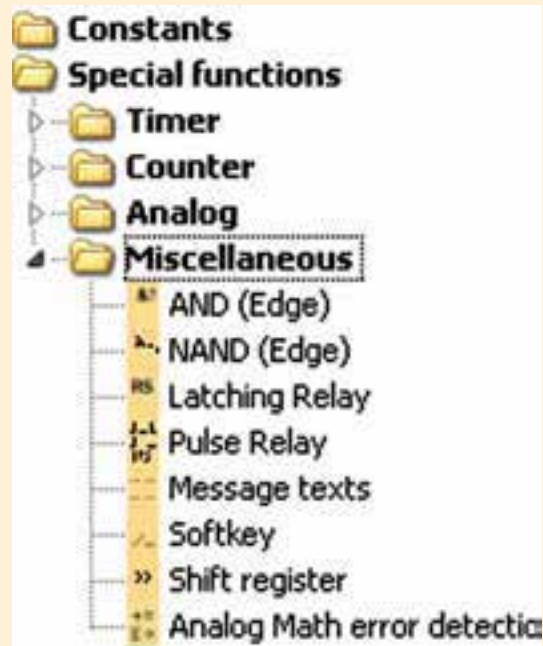 Constants
Special functions
Timer
Counter
Analog
Miscellaneous
AND (Edge)
NAND (Edge)
RS Latching Relay
Pulse Relay
Message texts
Softkey
>> Shift register
Analog Math error